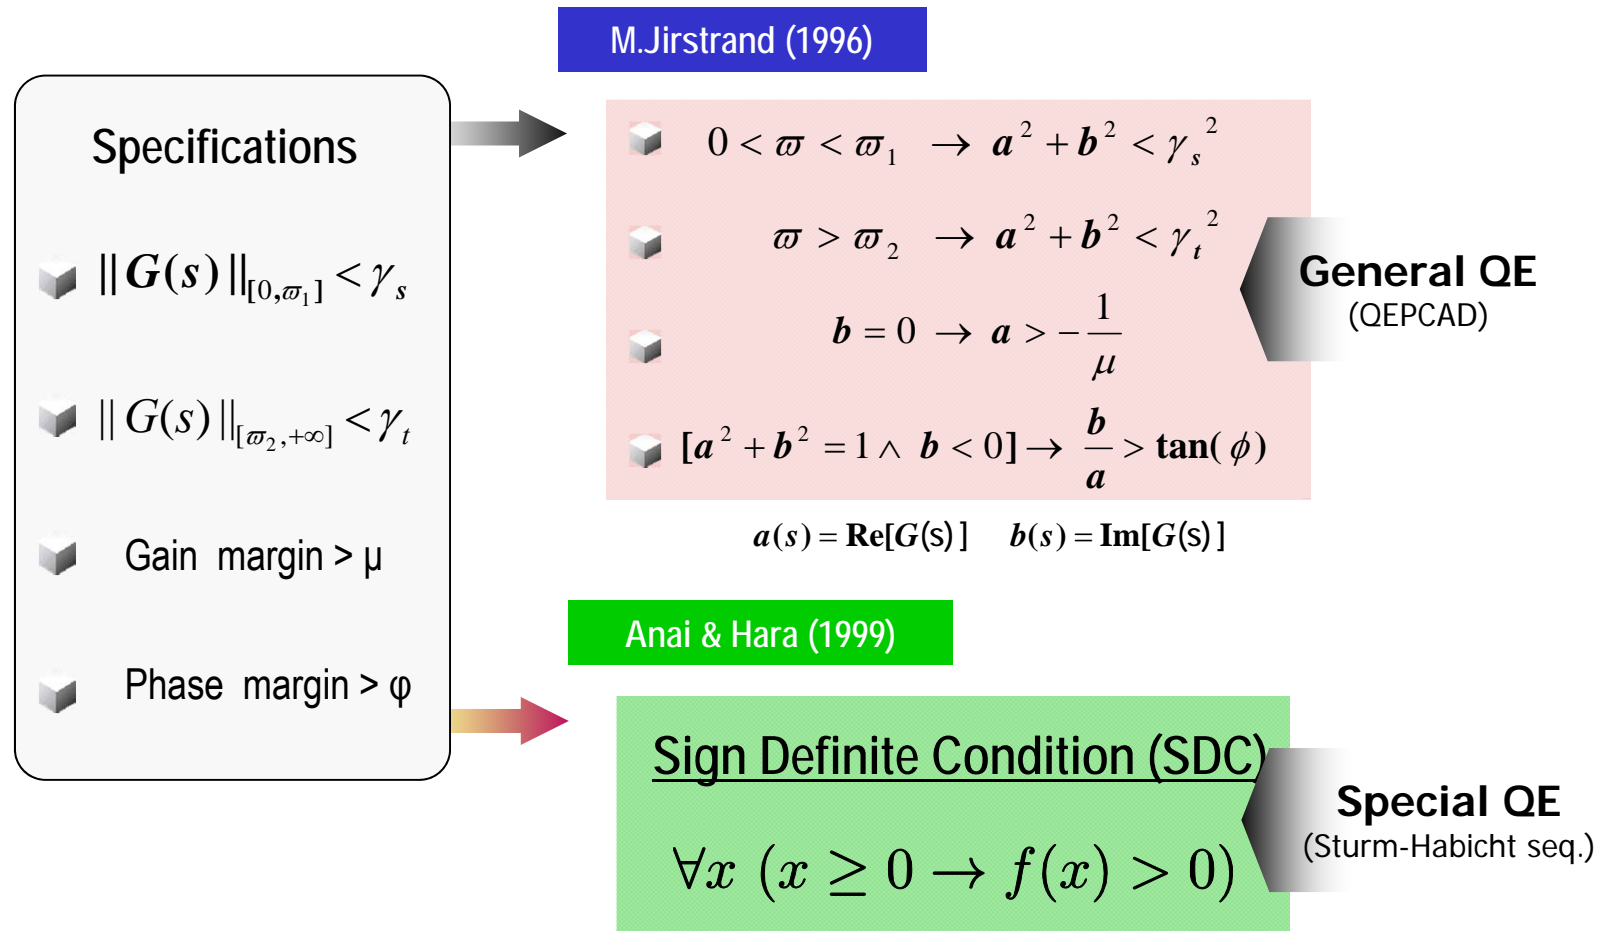 M.Jirstrand (1996)
Specifications
||G(s)||[0,ϖ1] < γs
||G(s)||[ϖ2,+∞] < γt
Gain margin > μ
Phase margin > φ
0 < ϖ < ϖ1 → a² + b² < γs²
ϖ > ϖ2 → a² + b² < γt²
b = 0 → a > − 1/μ
[a² + b² = 1 ∧ b < 0] → b/a > tan(ϕ)
General QE
(QEPCAD)
a(s) = Re[G(s)] b(s) = Im[G(s)]
Anai & Hara (1999)
Sign Definite Condition (SDC)
∀x (x ≥ 0 → f(x) > 0)
Special QE
(Sturm-Habicht seq.)